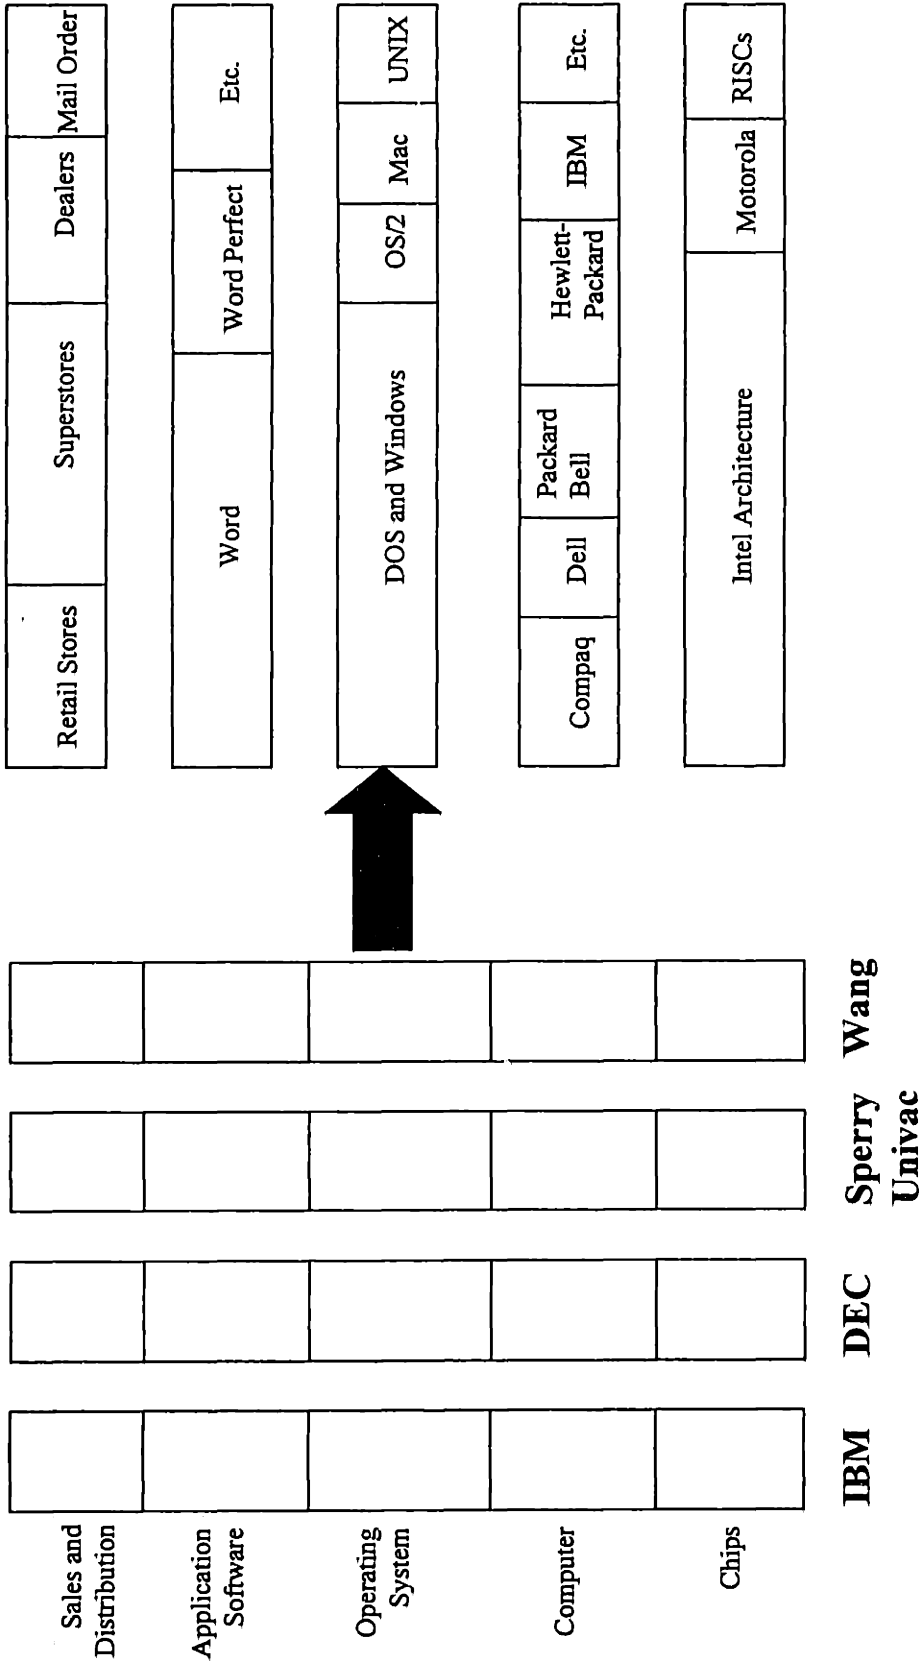 Sales and
Distribution
Retail Stores
Superstores
Dealers
Mail Order
Application
Software
Word
Word Perfect
Etc.
Operating
System
DOS and Windows
OS/2
Mac
UNIX
Computer
Compaq
Dell
Packard
Bell
Hewlett-
Packard
IBM
Etc.
Chips
Intel Architecture
Motorola
RISCs
IBM
DEC
Sperry
Univac
Wang